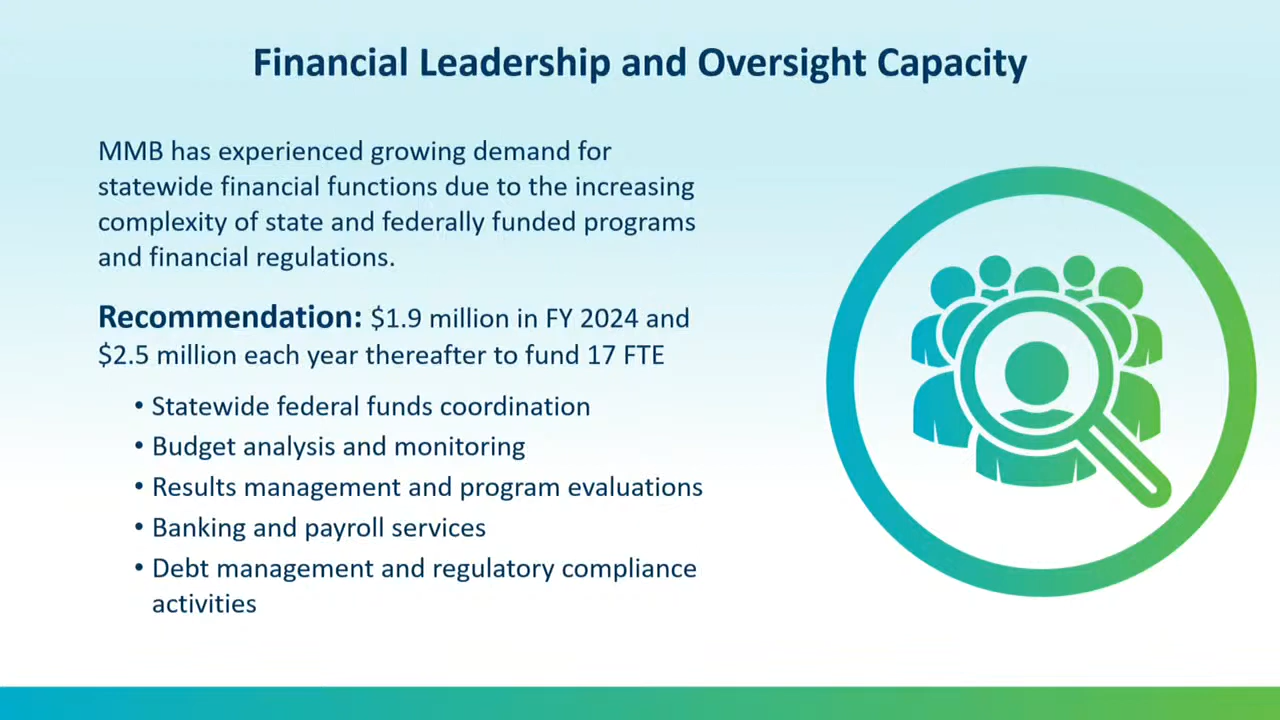 Financial Leadership and Oversight Capacity
MMB has experienced growing demand for
statewide financial functions due to the increasing
complexity of state and federally funded programs
and financial regulations.
Recommendation: $1.9 million in FY 2024 and
$2.5 million each year thereafter to fund 17 FTE
• Statewide federal funds coordination
• Budget analysis and monitoring
• Results management and program evaluations
• Banking and payroll services
• Debt management and regulatory compliance
activities